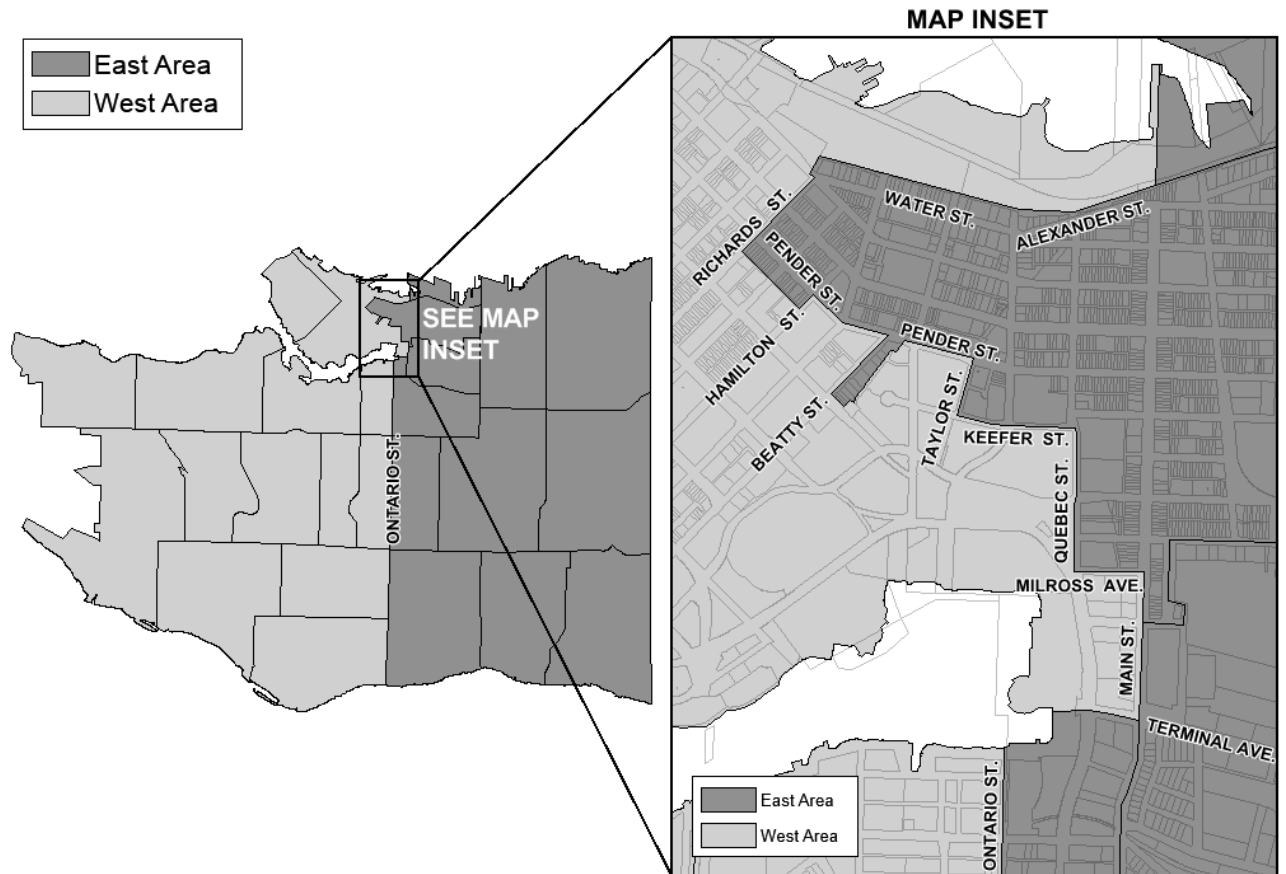 MAP INSET
East Area
West Area
SEE MAP
INSET
ONTARIO ST.
WATER ST.
ALEXANDER ST.
RICHARDS ST.
PENDER ST.
HAMILTON ST.
PENDER ST.
BEATTY ST.
TAYLOR ST.
KEEFER ST.
QUEBEC ST.
MILROSS AVE.
MAIN ST.
TERMINAL AVE.
ONTARIO ST.
East Area
West Area